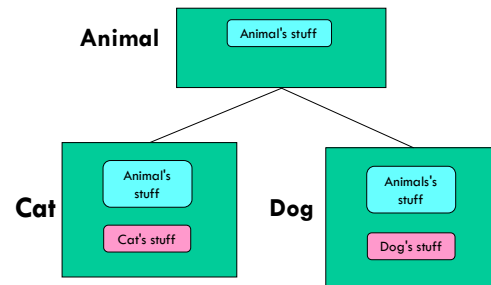 Animal
Animal's stuff
Cat
Animal's
stuff
Cat's stuff
Dog
Animals's
stuff
Dog's stuff